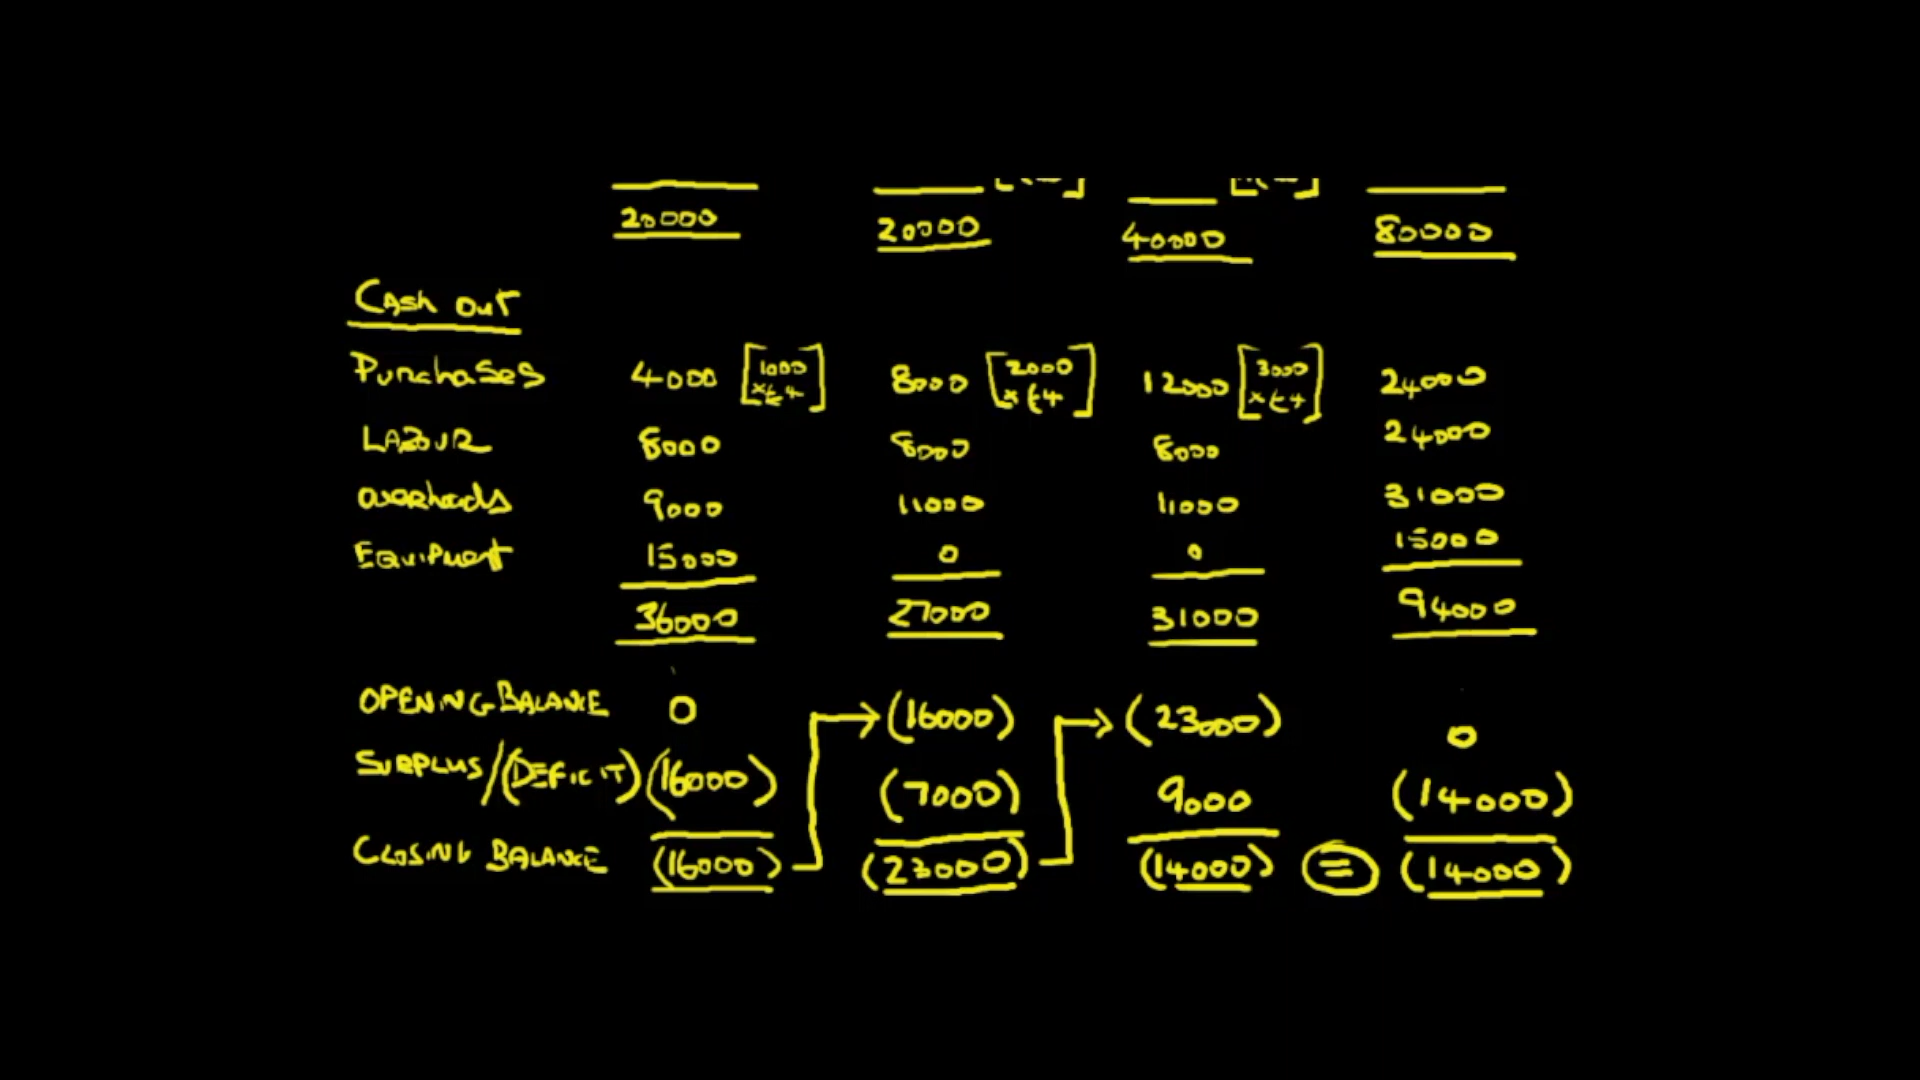 20000 20000 40000 80000
Cash out
Purchases 4000 [1000 x £4] 8000 [2000 x £4] 12000 [3000 x £4] 24000
LABOUR 8000 8000 8000 24000
overheads 9000 11000 11000 31000
Equipment 15000 0 0 15000
36000 27000 31000 94000
OPENING BALANCE 0 (16000) (23000) 0
SURPLUS/(DEFICIT) (16000) (7000) 9000 (14000)
CLOSING BALANCE (16000) (23000) (14000) = (14000)